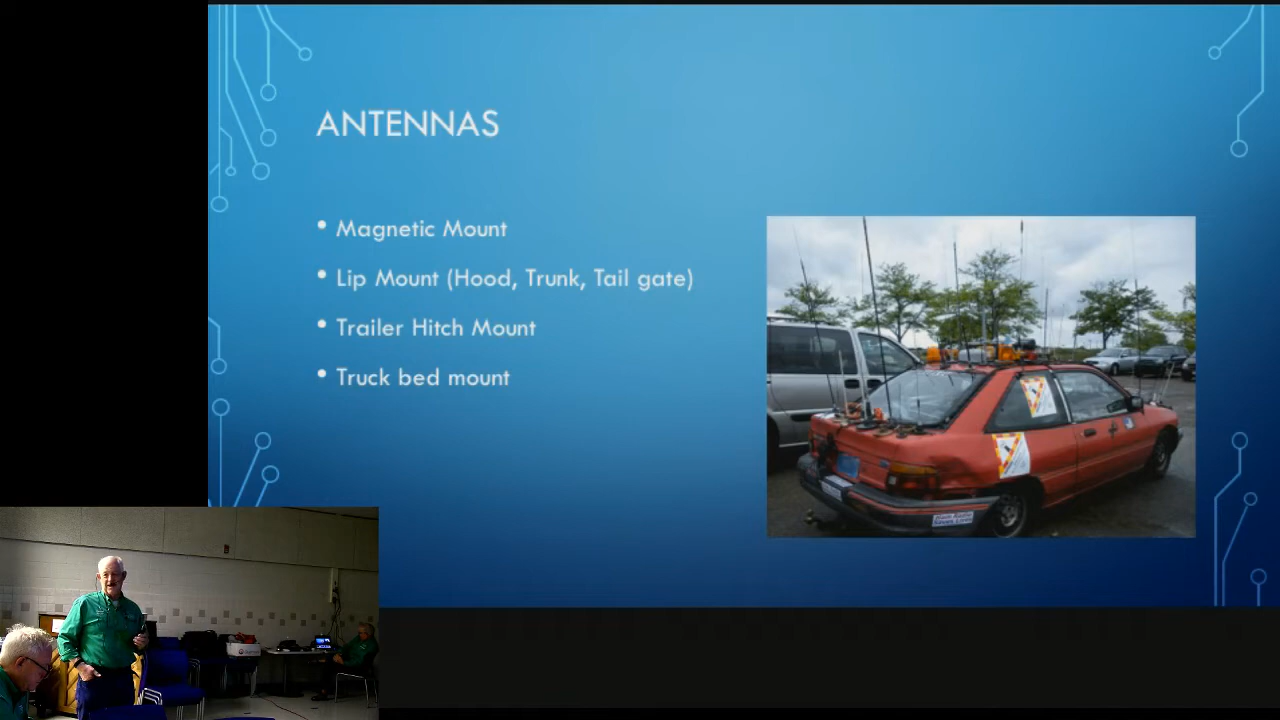 ANTENNAS
• Magnetic Mount
• Lip Mount (Hood, Trunk, Tail gate)
• Trailer Hitch Mount
• Truck bed mount